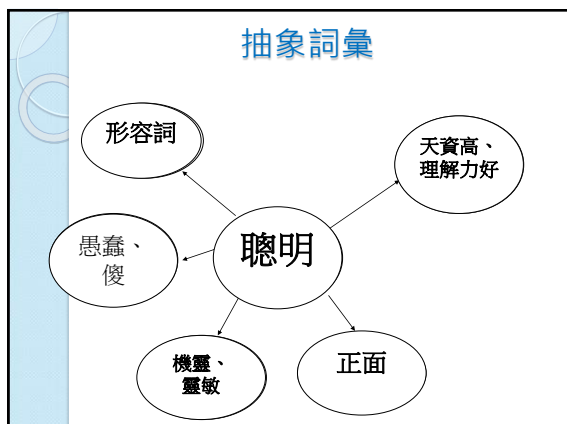 抽象詞彙
形容詞
天資高、
理解力好
聰明
愚蠢、
傻
機靈、
靈敏
正面